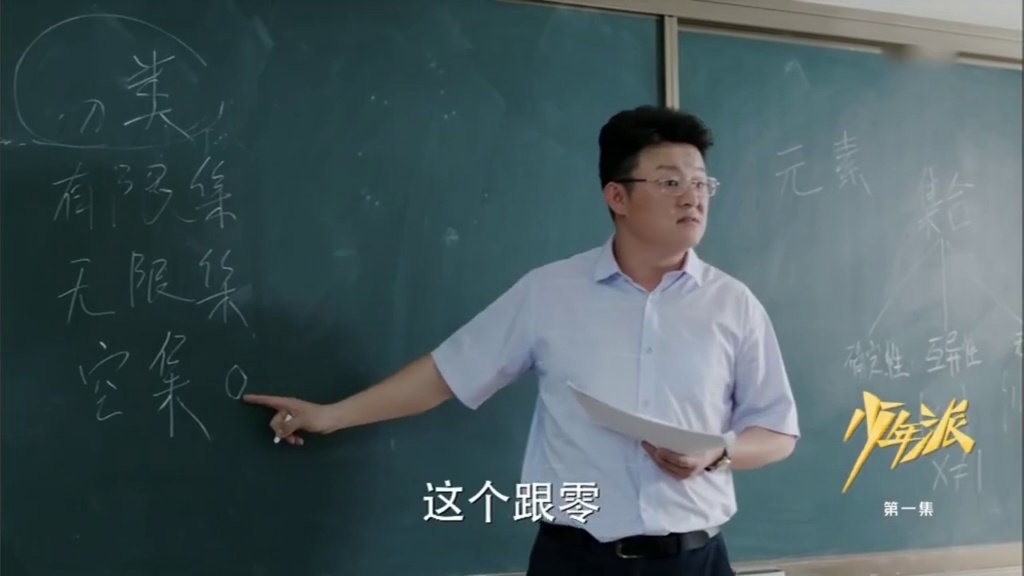 分类
有限集
无限集
空集 0
元素
集合
确定性 互异性
这个跟零
少年派
第一集